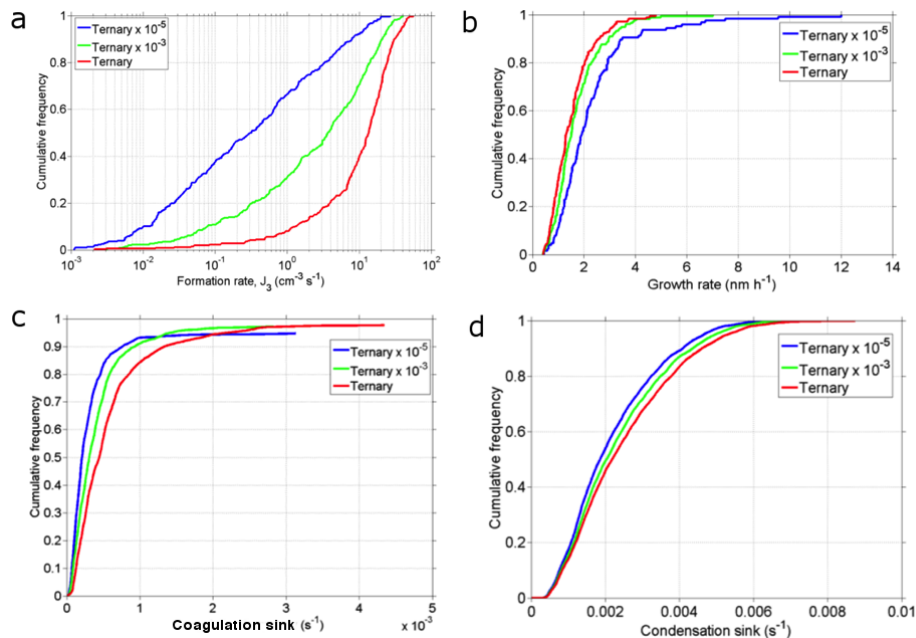 a
Ternary x 10-5
Ternary x 10-3
Ternary
Cumulative frequency
1
0.8
0.6
0.4
0.2
0
10-3 10-2 10-1 100 101 102
Formation rate, J3 (cm-3 s-1)
b
Ternary x 10-5
Ternary x 10-3
Ternary
Cumulative frequency
1
0.8
0.6
0.4
0.2
0
0 2 4 6 8 10 12 14
Growth rate (nm h-1)
c
Ternary x 10-5
Ternary x 10-3
Ternary
Cumulative frequency
1
0.9
0.8
0.7
0.6
0.5
0.4
0.3
0.2
0.1
0
0 1 2 3 4 5
Coagulation sink (s-1)
x 10-3
d
Ternary x 10-5
Ternary x 10-3
Ternary
Cumulative frequency
1
0.8
0.6
0.4
0.2
0
0 0.002 0.004 0.006 0.008 0.01
Condensation sink (s-1)